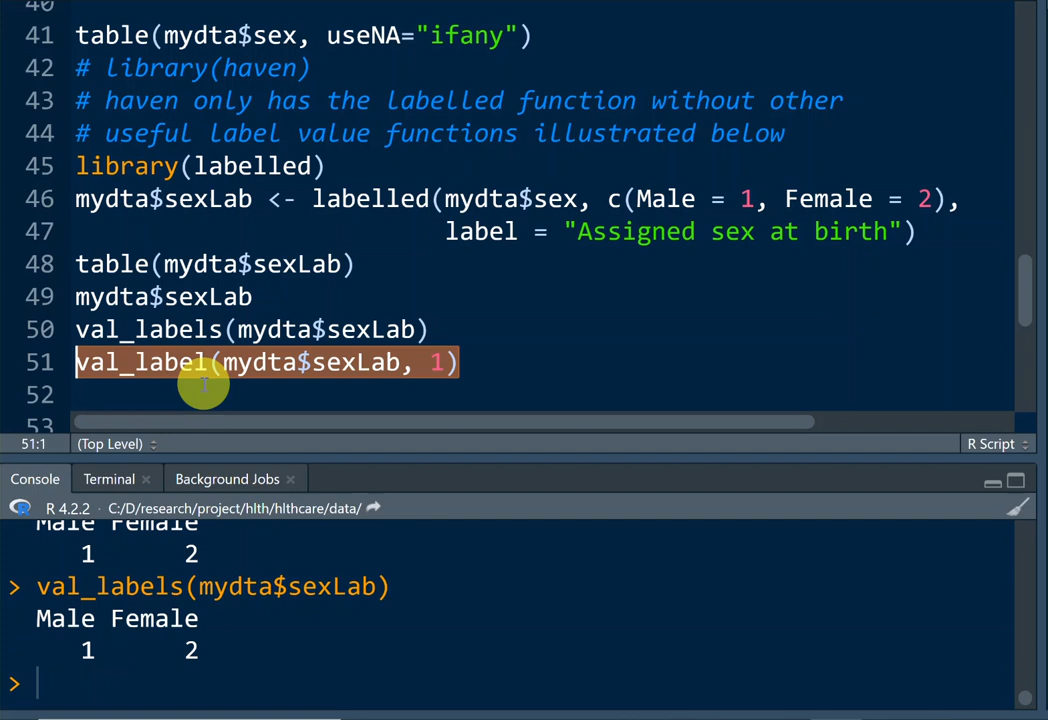 40
41 table(mydta$sex, useNA="ifany")
42 # library(haven)
43 # haven only has the labelled function without other
44 # useful label value functions illustrated below
45 library(labelled)
46 mydta$sexLab <- labelled(mydta$sex, c(Male = 1, Female = 2),
47 label = "Assigned sex at birth")
48 table(mydta$sexLab)
49 mydta$sexLab
50 val_labels(mydta$sexLab)
51 val_label(mydta$sexLab, 1)
52
53
51:1 (Top Level) R Script
Console Terminal Background Jobs
R 4.2.2 · C:/D/research/project/hlth/hlthcare/data/
Male Female
1 2
> val_labels(mydta$sexLab)
Male Female
1 2
>